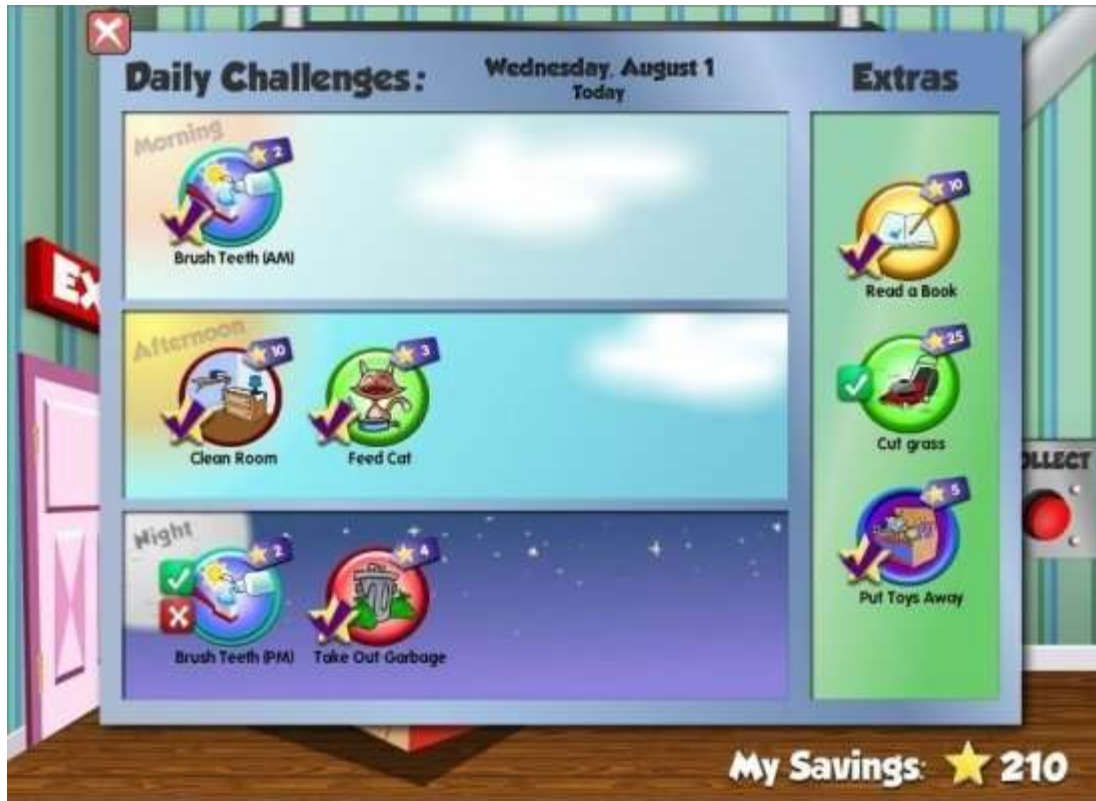 Daily Challenges:
Wednesday, August 1
Today
Extras
Morning
2
Brush Teeth (AM)
Afternoon
10
Clean Room
3
Feed Cat
Night
2
Brush Teeth (PM)
4
Take Out Garbage
10
Read a Book
25
Cut grass
5
Put Toys Away
EX
LLECT
My Savings: 210